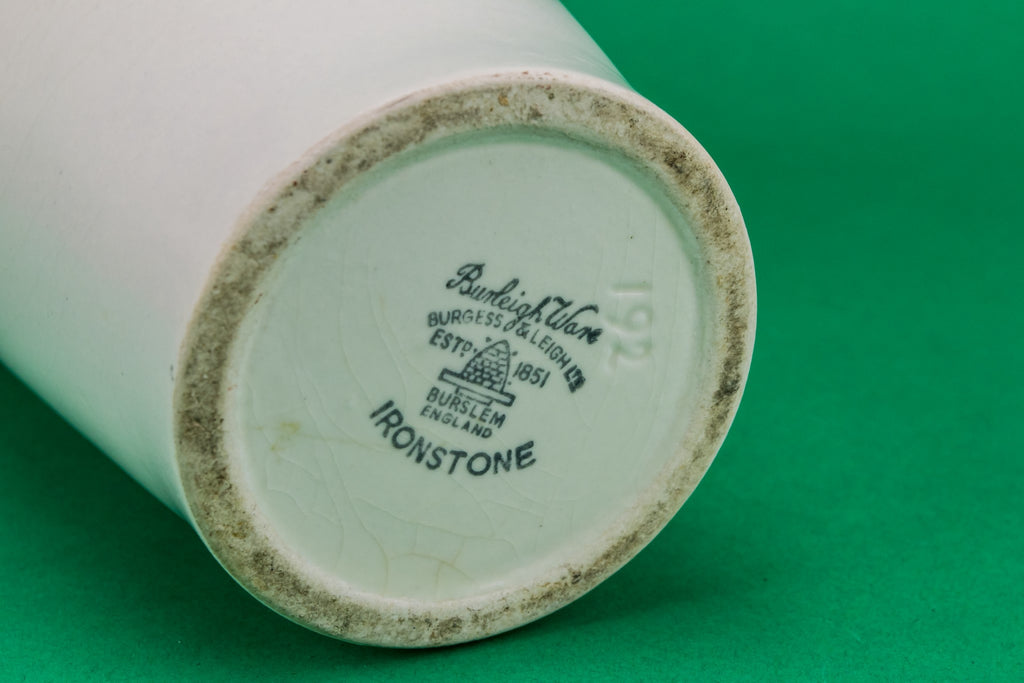 Burleigh Ware
BURGESS & LEIGH LTD
ESTD. 1851
BURSLEM
ENGLAND
IRONSTONE
192